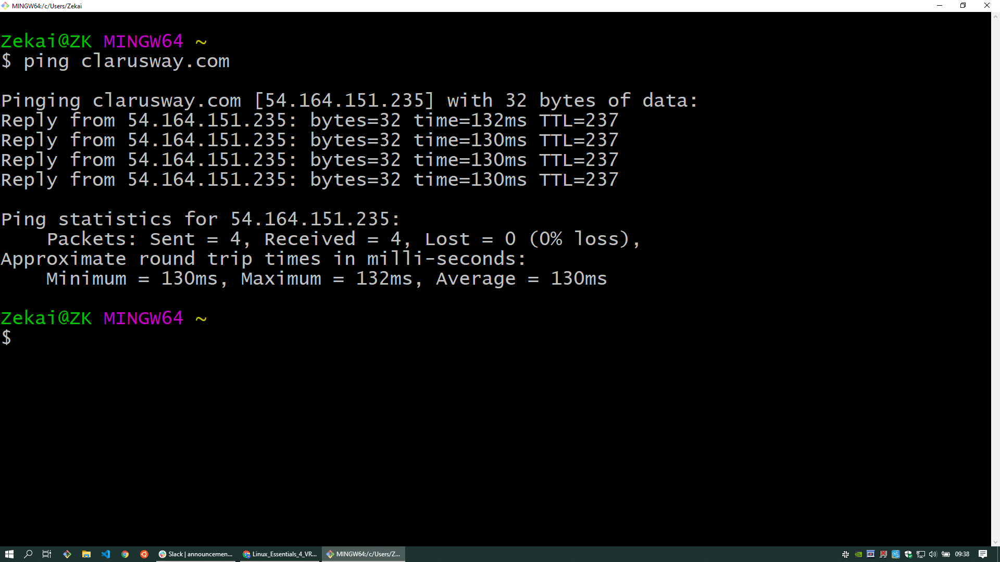 MINGW64:/c/Users/Zekai
Zekai@ZK MINGW64 ~
$ ping clarusway.com
Pinging clarusway.com [54.164.151.235] with 32 bytes of data:
Reply from 54.164.151.235: bytes=32 time=132ms TTL=237
Reply from 54.164.151.235: bytes=32 time=130ms TTL=237
Reply from 54.164.151.235: bytes=32 time=130ms TTL=237
Reply from 54.164.151.235: bytes=32 time=130ms TTL=237
Ping statistics for 54.164.151.235:
    Packets: Sent = 4, Received = 4, Lost = 0 (0% loss),
Approximate round trip times in milli-seconds:
    Minimum = 130ms, Maximum = 132ms, Average = 130ms
Zekai@ZK MINGW64 ~
$
Slack | announcemen... Linux_Essentials_4_VR... MINGW64:/c/Users/Z... 09:38